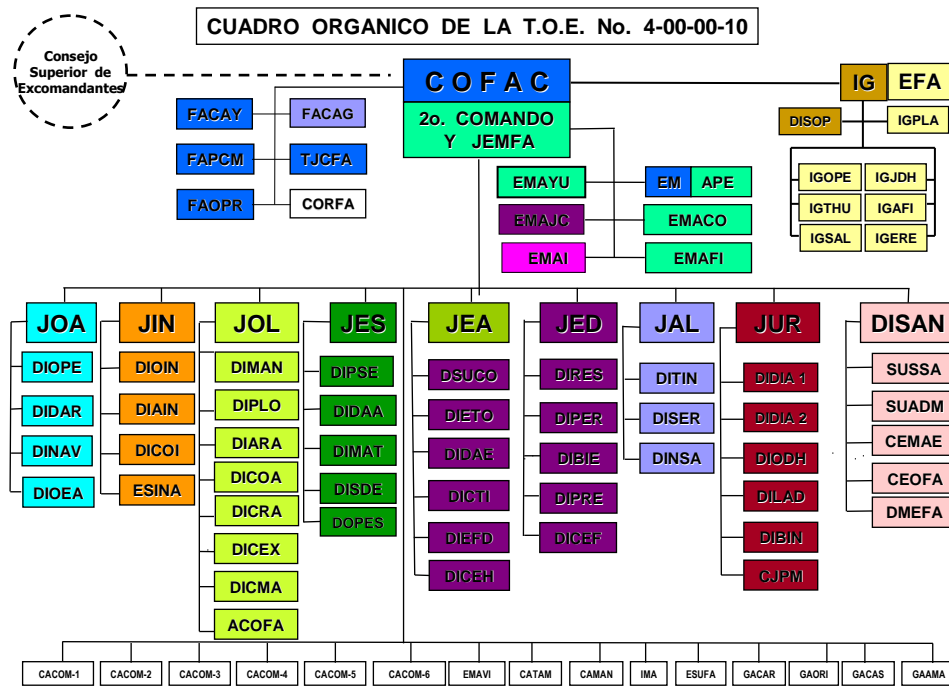 CUADRO ORGANICO DE LA T.O.E. No. 4-00-00-10
Consejo
Superior de
Excomandantes
C O F A C
2o. COMANDO
Y JEMFA
IG EFA
DISOP IGPLA
IGOPE IGJDH
IGTHU IGAFI
IGSAL IGERE
FACAY FACAG
FAPCM TJCFA
FAOPR CORFA
EMAYU EM APE
EMAJC EMACO
EMAI EMAFI
JOA
DIOPE
DIDAR
DINAV
DIOEA
JIN
DIOIN
DIAIN
DICOI
ESINA
JOL
DIMAN
DIPLO
DIARA
DICOA
DICRA
DICEX
DICMA
ACOFA
JES
DIPSE
DIDAA
DIMAT
DISDE
DOPES
JEA
DSUCO
DIETO
DIDAE
DICTI
DIEFD
DICEH
JED
DIRES
DIPER
DIBIE
DIPRE
DICEF
JAL
DITIN
DISER
DINSA
JUR
DIDIA 1
DIDIA 2
DIODH
DILAD
DIBIN
CJPM
DISAN
SUSSA
SUADM
CEMAE
CEOFA
DMEFA
CACOM-1 CACOM-2 CACOM-3 CACOM-4 CACOM-5 CACOM-6 EMAVI CATAM CAMAN IMA ESUFA GACAR GAORI GACAS GAAMA